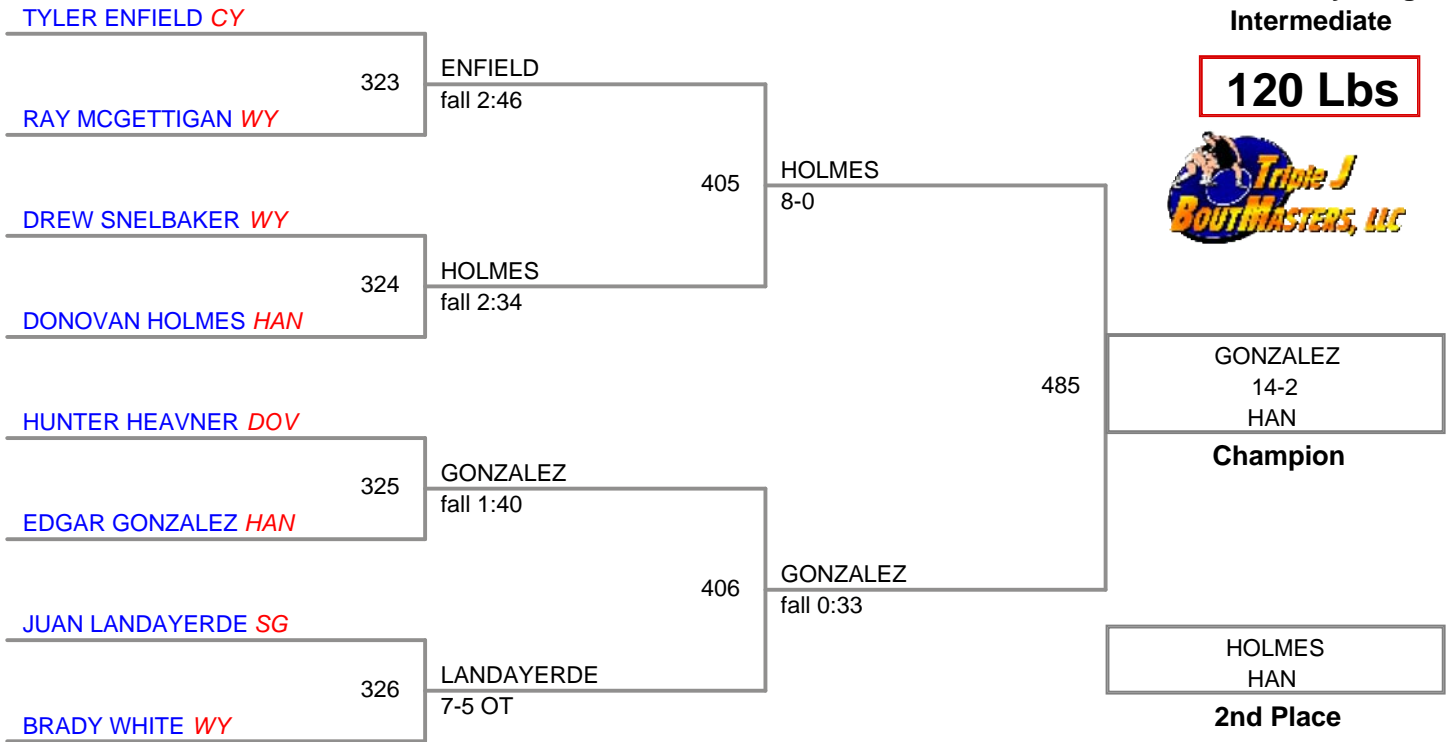 TYLER ENFIELD CY
323
ENFIELD
fall 2:46
RAY MCGETTIGAN WY
405
HOLMES
8-0
DREW SNELBAKER WY
324
HOLMES
fall 2:34
DONOVAN HOLMES HAN
485
GONZALEZ
14-2
HAN
Champion
HUNTER HEAVNER DOV
325
GONZALEZ
fall 1:40
EDGAR GONZALEZ HAN
406
GONZALEZ
fall 0:33
JUAN LANDAYERDE SG
326
LANDAYERDE
7-5 OT
BRADY WHITE WY
HOLMES
HAN
2nd Place
Intermediate
120 Lbs
Triple J
BOUTMASTERS, LLC